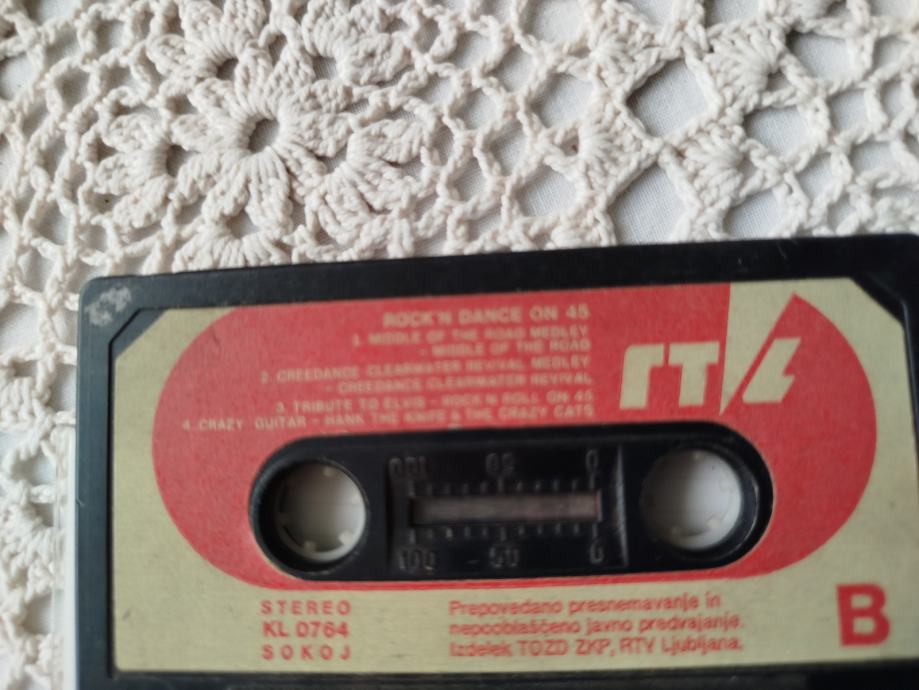 ROCK'N DANCE ON 45
1. MIDDLE OF THE ROAD MEDLEY
- MIDDLE OF THE ROAD
2. CREEDANCE CLEARWATER REVIVAL MEDLEY
- CREEDANCE CLEARWATER REVIVAL
3. TRIBUTE TO ELVIS - ROCK N ROLL ON 45
4. CRAZY GUITAR - HANK THE KNIFE & THE CRAZY CATS
rTL
100 50 0
100 50 0
STEREO
KL 0764
SOKOJ
Prepovedano presnemavanje in
nepooblaščeno javno predvajanje.
Izdelek TOZD ZKP, RTV Ljubljana.
B